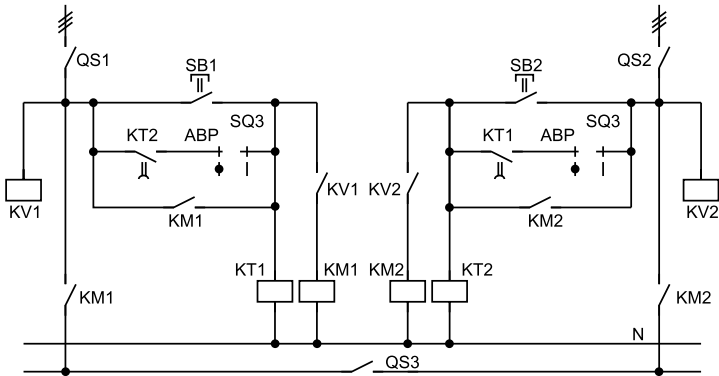 QS1
QS2
SB1
SB2
KT2
АВР
SQ3
KT1
АВР
SQ3
KV1
KM1
KV1
KV2
KM2
KV2
KT1
KM1
KM2
KT2
KM1
KM2
N
QS3